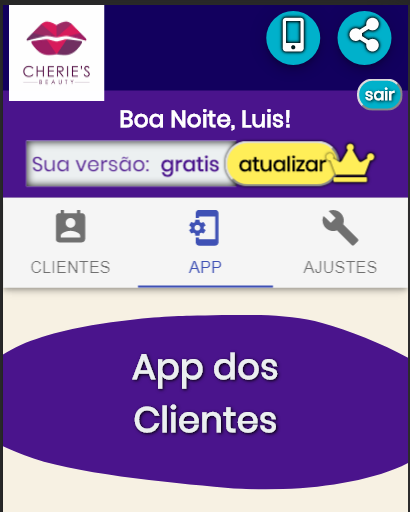 CHERIE'S
BEAUTY
sair
Boa Noite, Luis!
Sua versão: gratis atualizar
CLIENTES APP AJUSTES
App dos
Clientes